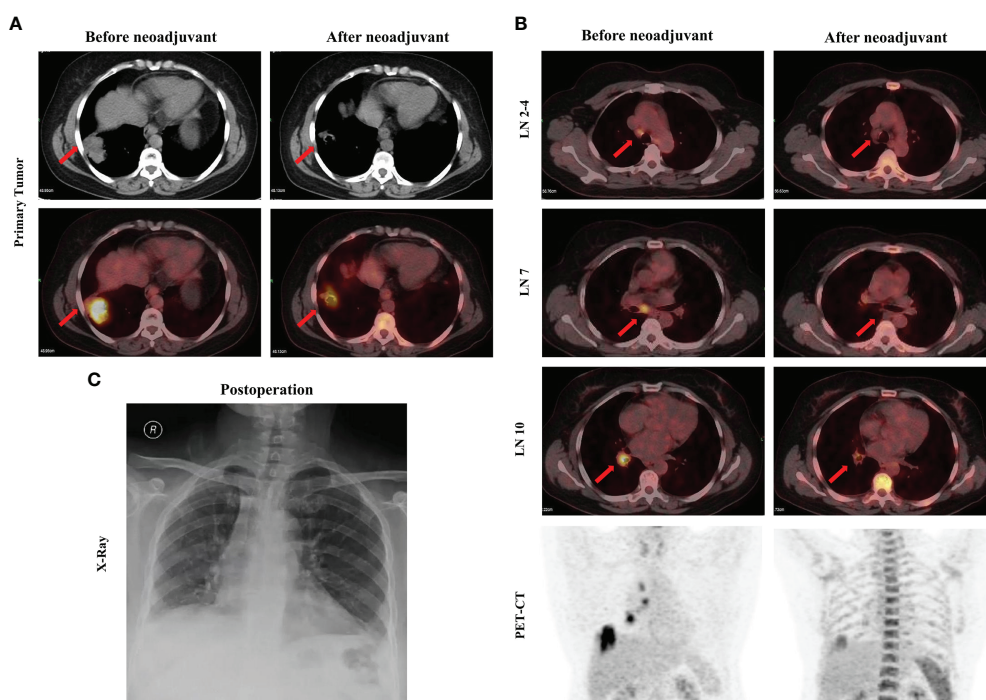 A
Before neoadjuvant
After neoadjuvant
Primary Tumor
B
Before neoadjuvant
After neoadjuvant
LN 2-4
LN 7
LN 10
PET-CT
C
Postoperation
X-Ray
R